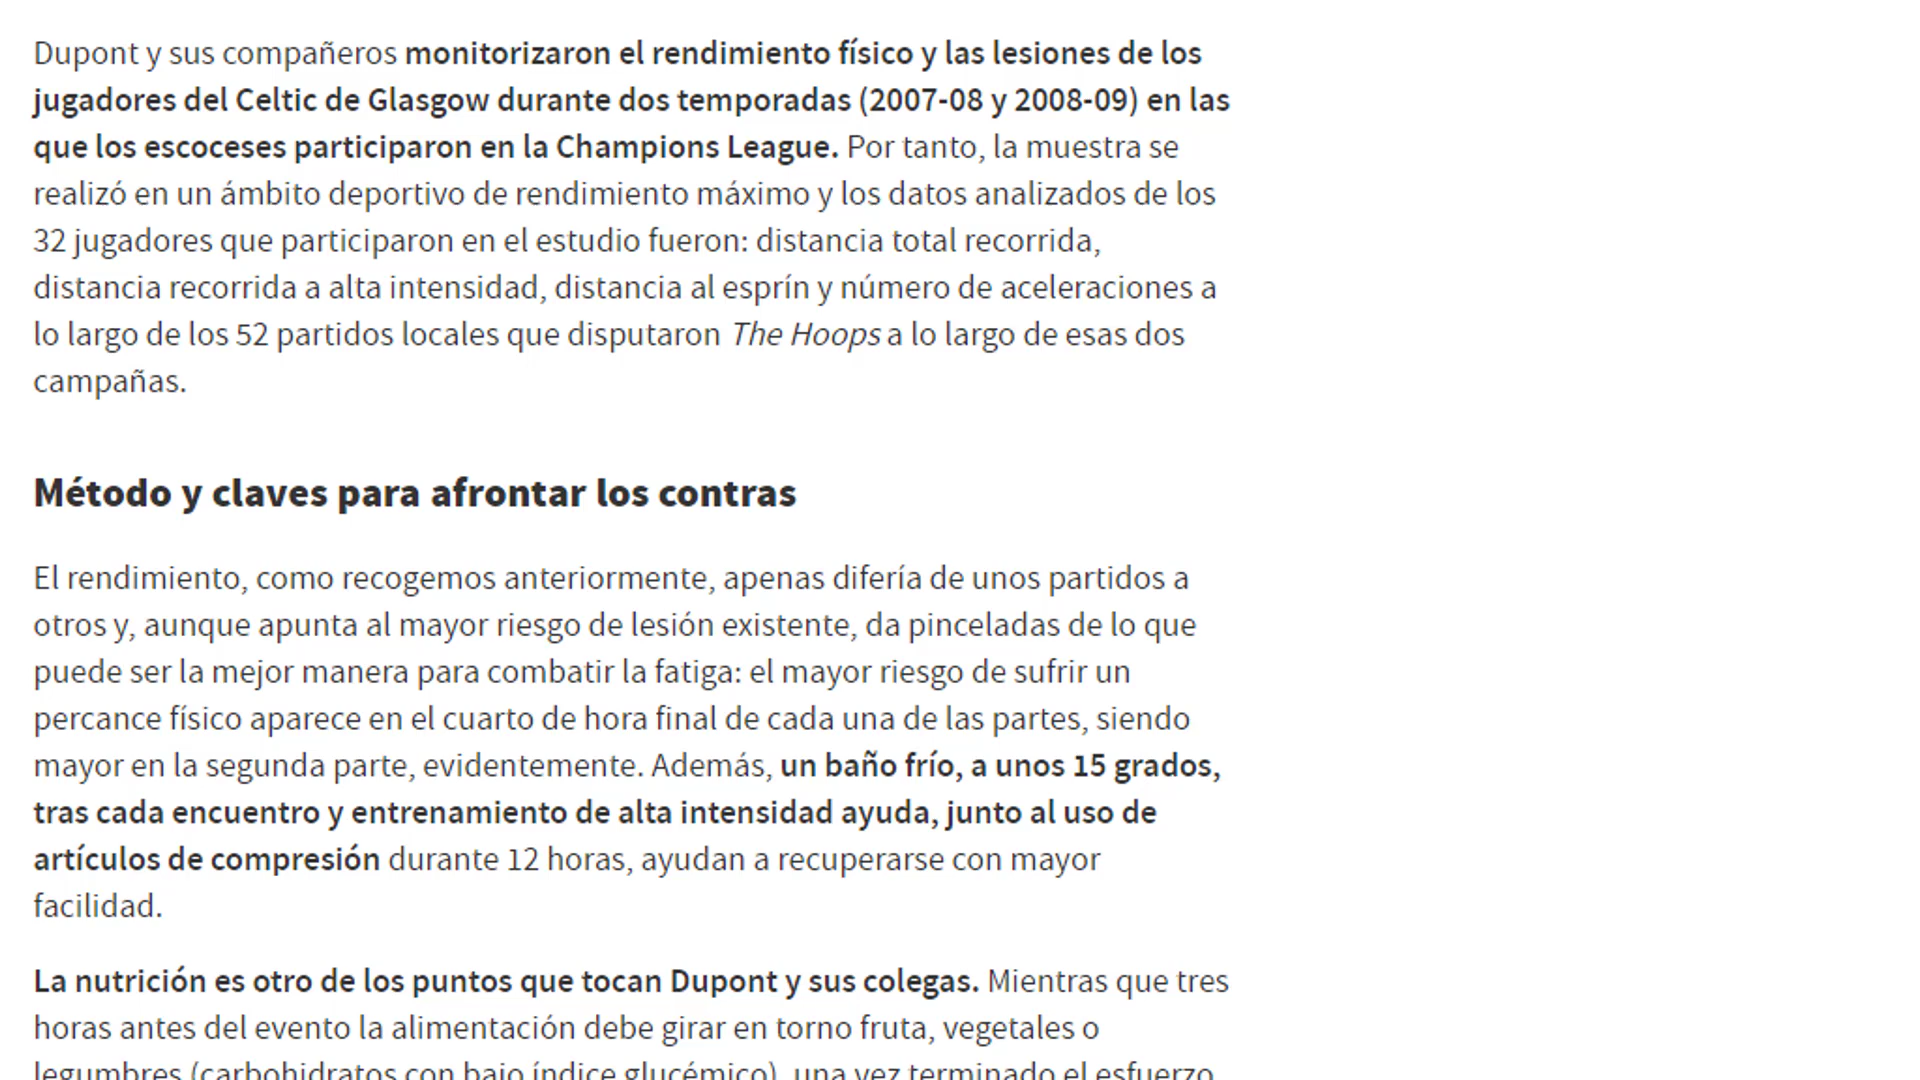 Dupont y sus compañeros monitorizaron el rendimiento físico y las lesiones de los
jugadores del Celtic de Glasgow durante dos temporadas (2007-08 y 2008-09) en las
que los escoceses participaron en la Champions League. Por tanto, la muestra se
realizó en un ámbito deportivo de rendimiento máximo y los datos analizados de los
32 jugadores que participaron en el estudio fueron: distancia total recorrida,
distancia recorrida a alta intensidad, distancia al esprín y número de aceleraciones a
lo largo de los 52 partidos locales que disputaron The Hoops a lo largo de esas dos
campañas.
Método y claves para afrontar los contras
El rendimiento, como recogemos anteriormente, apenas difería de unos partidos a
otros y, aunque apunta al mayor riesgo de lesión existente, da pinceladas de lo que
puede ser la mejor manera para combatir la fatiga: el mayor riesgo de sufrir un
percance físico aparece en el cuarto de hora final de cada una de las partes, siendo
mayor en la segunda parte, evidentemente. Además, un baño frío, a unos 15 grados,
tras cada encuentro y entrenamiento de alta intensidad ayuda, junto al uso de
artículos de compresión durante 12 horas, ayudan a recuperarse con mayor
facilidad.
La nutrición es otro de los puntos que tocan Dupont y sus colegas. Mientras que tres
horas antes del evento la alimentación debe girar en torno fruta, vegetales o
legumbres (carbohidratos con bajo índice glucémico), una vez terminado el esfuerzo